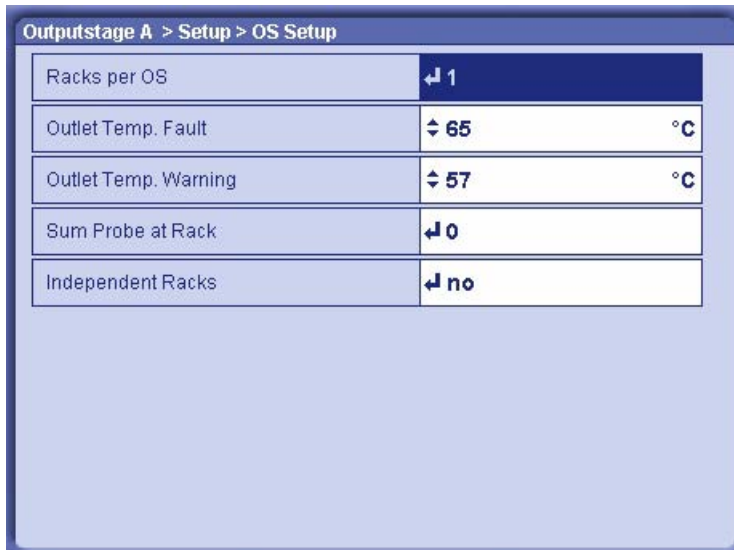 Outputstage A > Setup > OS Setup
Racks per OS 1
Outlet Temp. Fault 65 °C
Outlet Temp. Warning 57 °C
Sum Probe at Rack 0
Independent Racks no